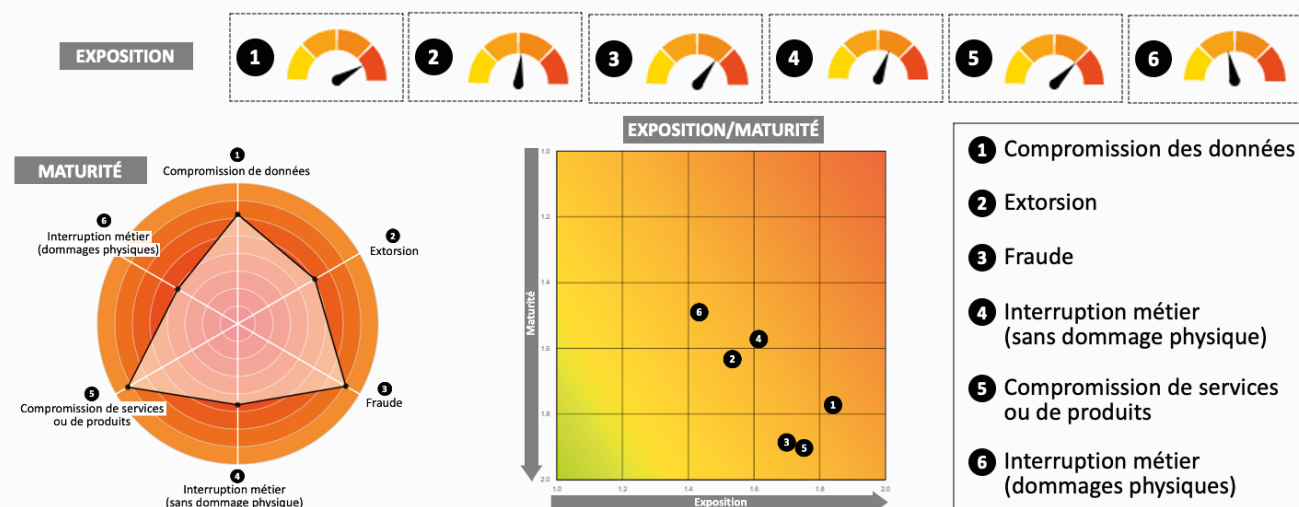 EXPOSITION
1
2
3
4
5
6
MATURITÉ
1
Compromission de données
2
Extorsion
3
Fraude
4
Interruption métier
(sans dommage physique)
5
Compromission de services
ou de produits
6
Interruption métier
(dommages physiques)
EXPOSITION/MATURITÉ
Maturité
1.0
1.2
1.4
1.6
1.8
2.0
6
4
2
1
3
5
1.0
1.2
1.4
1.6
1.8
2.0
Exposition
1 Compromission des données
2 Extorsion
3 Fraude
4 Interruption métier
(sans dommage physique)
5 Compromission de services
ou de produits
6 Interruption métier
(dommages physiques)